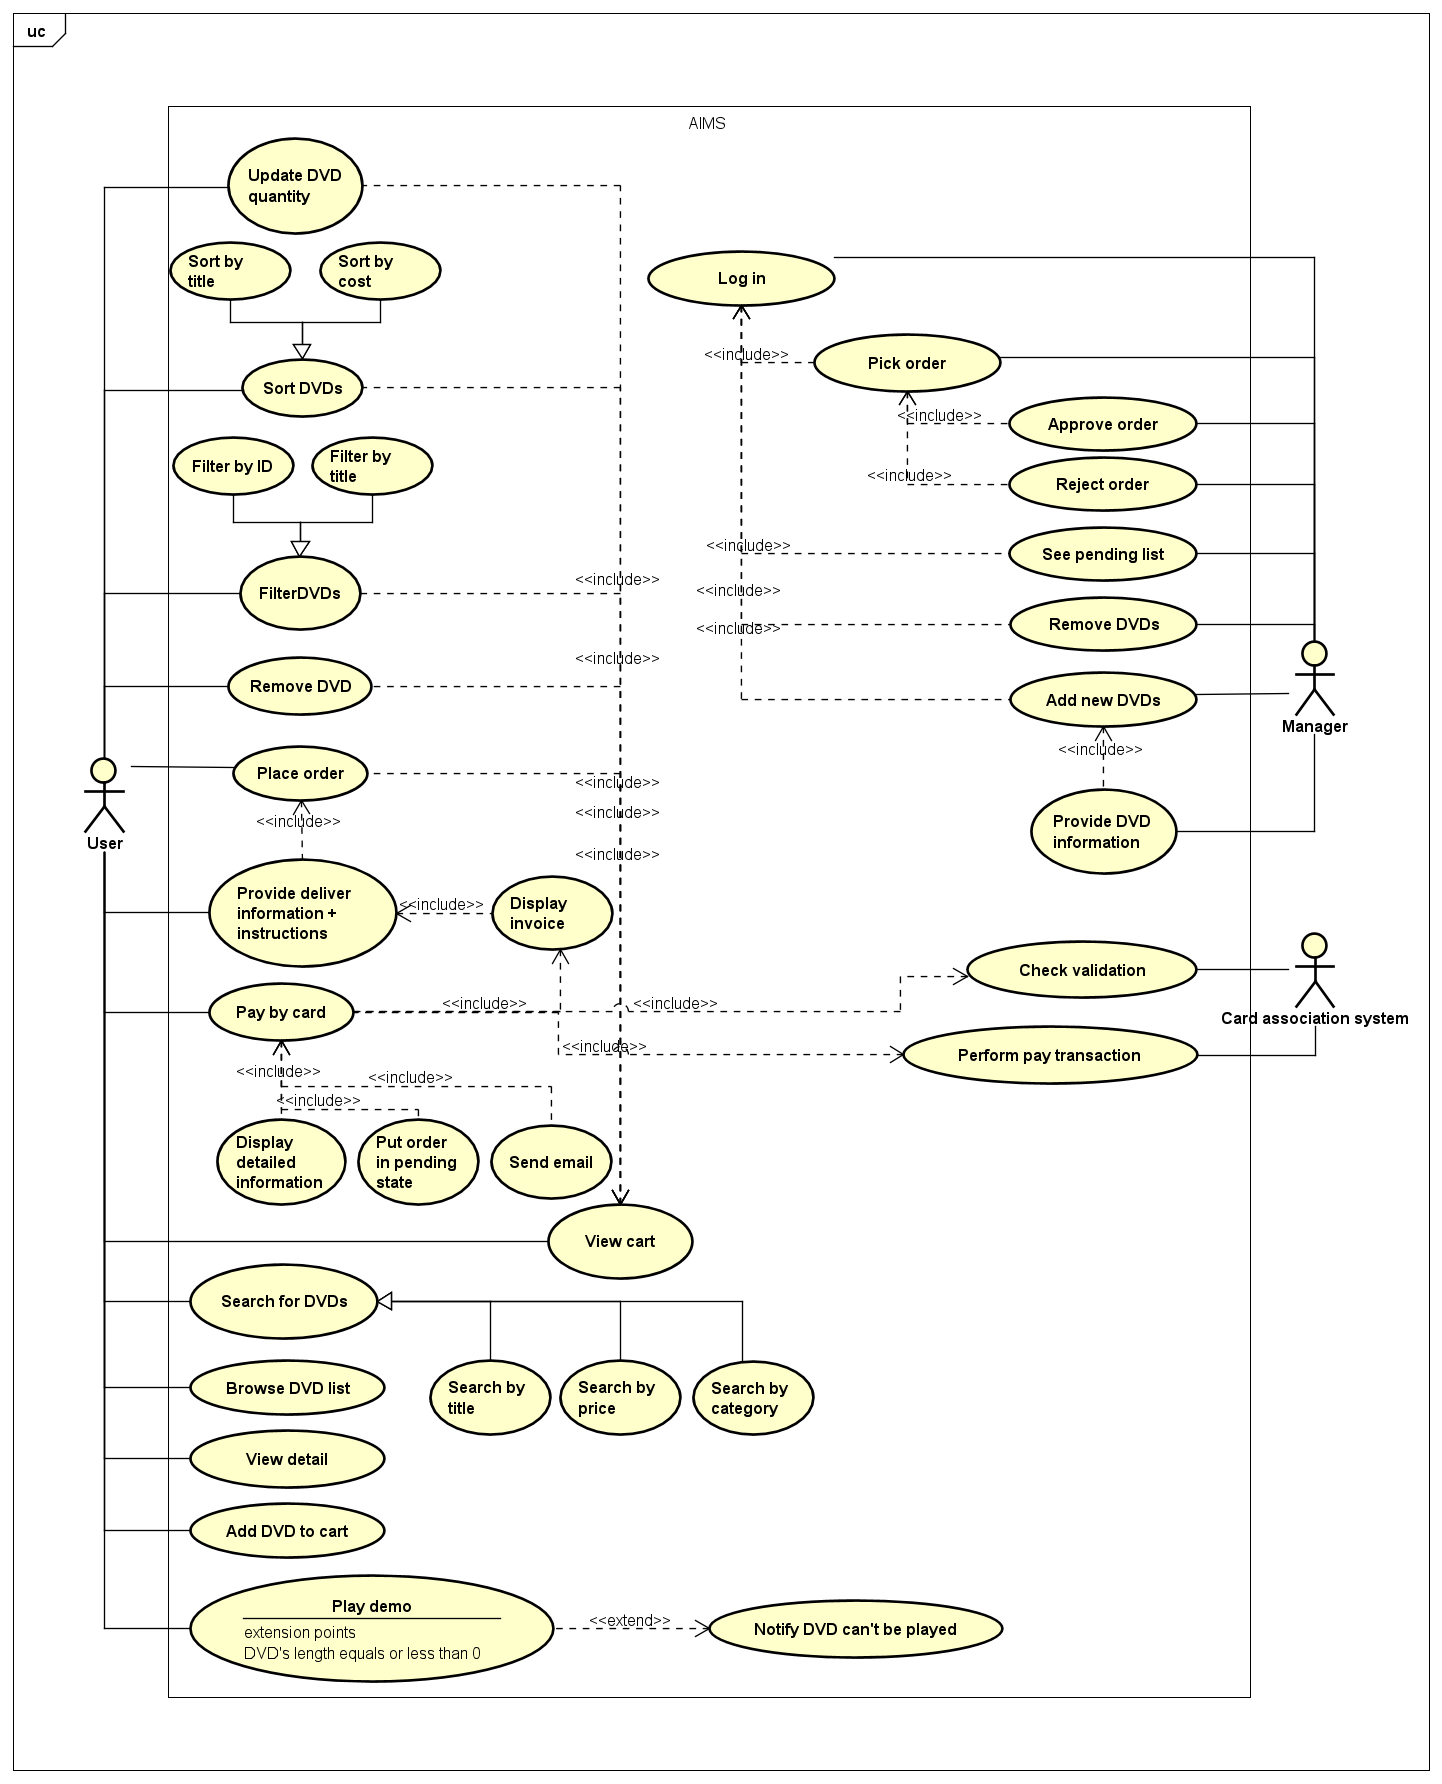 uc
AIMS
Update DVD
quantity
Sort by
title
Sort by
cost
Log in
<<include>>
Pick order
Sort DVDs
<<include>>
Approve order
Filter by ID
Filter by
title
<<include>>
Reject order
<<include>>
See pending list
FilterDVDs
<<include>>
<<include>>
<<include>>
Remove DVDs
Remove DVD
<<include>>
Add new DVDs
Manager
<<include>>
Place order
<<include>>
<<include>>
<<include>>
Provide DVD
information
User
<<include>>
Provide deliver
information +
instructions
<<include>>
Display
invoice
Check validation
Pay by card
<<include>>
<<include>>
Card association system
<<include>>
Perform pay transaction
<<include>>
<<include>>
<<include>>
Display
detailed
information
Put order
in pending
state
Send email
View cart
Search for DVDs
Browse DVD list
Search by
title
Search by
price
Search by
category
View detail
Add DVD to cart
Play demo
extension points
DVD's length equals or less than 0
<<extend>>
Notify DVD can't be played